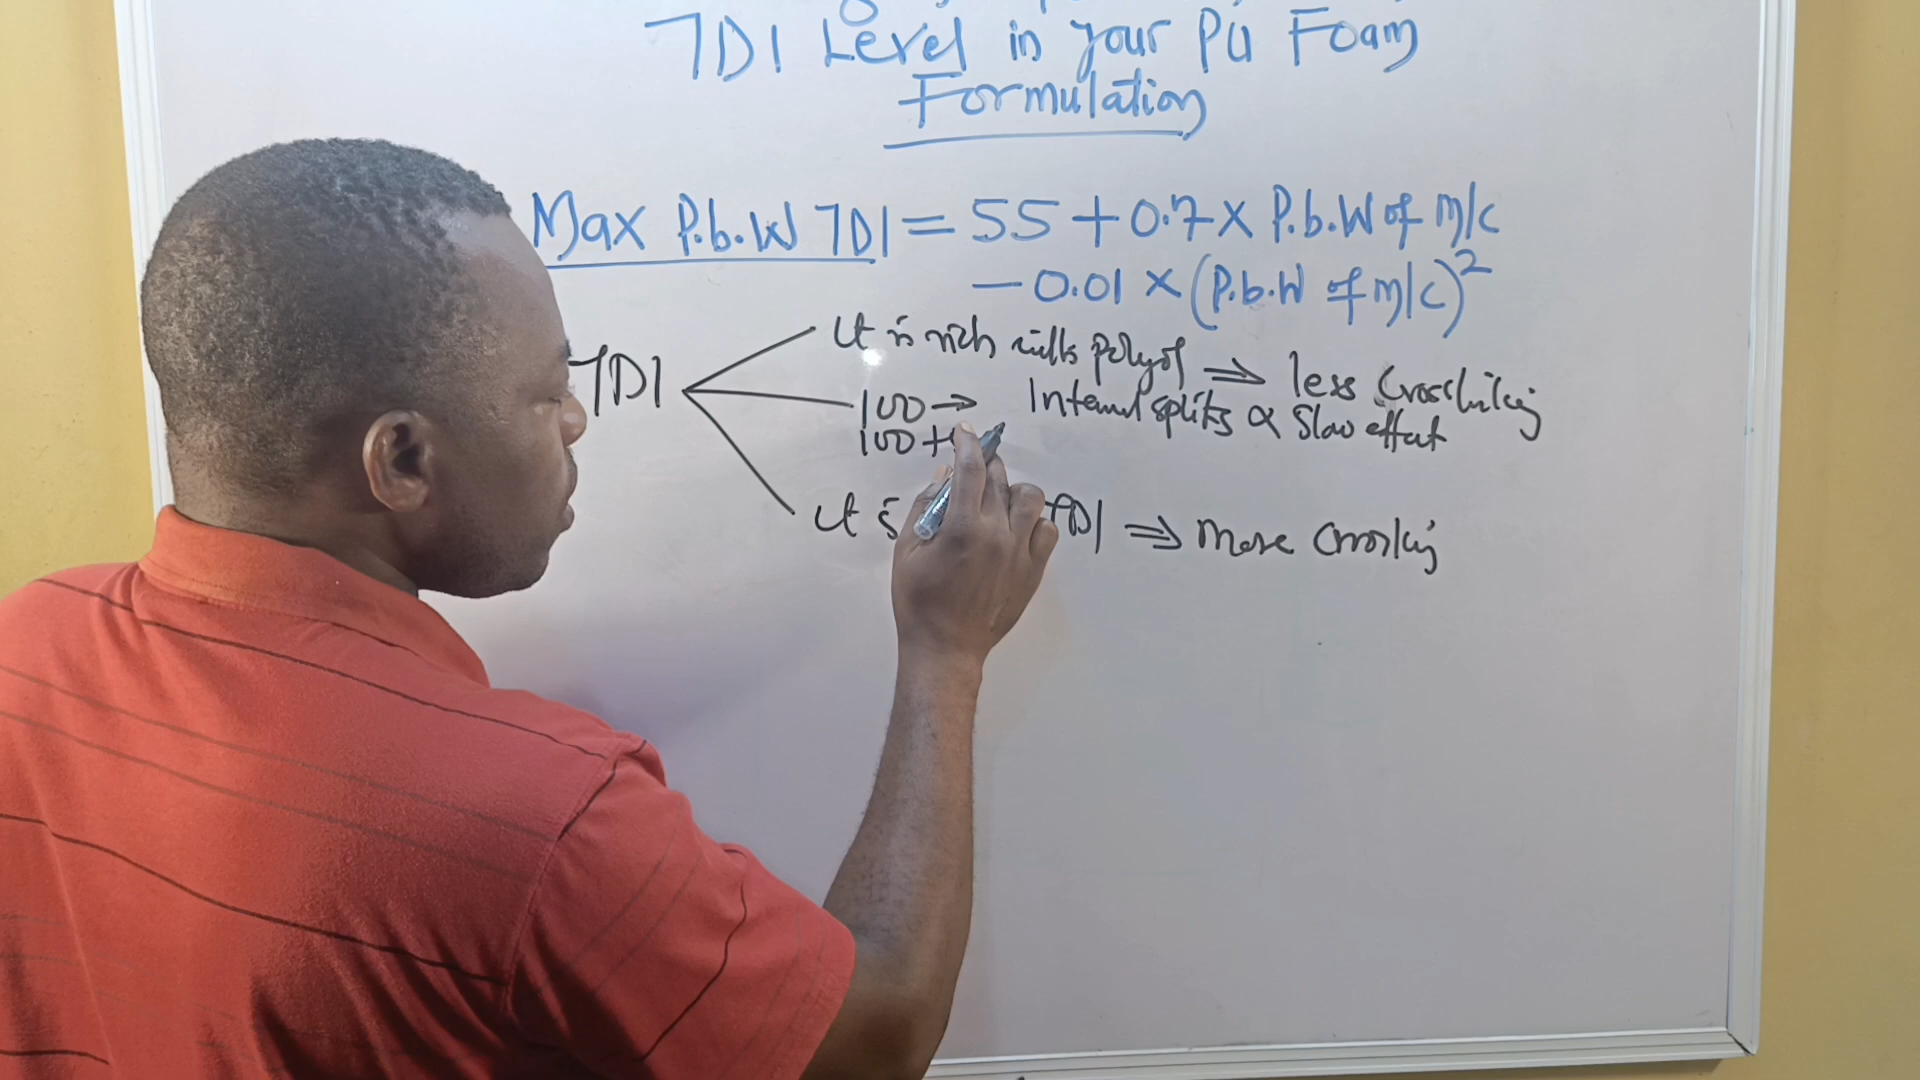 TDI Level in your PU Foam
Formulation
Max P.b.W TDI = 55 + 0.7 x P.b.W of m/c
- 0.01 x (P.b.W of m/c)²
It is rich with polyol ⇒ less Crosslinking
TDI
100 → Internal splits & Slow effect
100 +
It is TDI ⇒ more